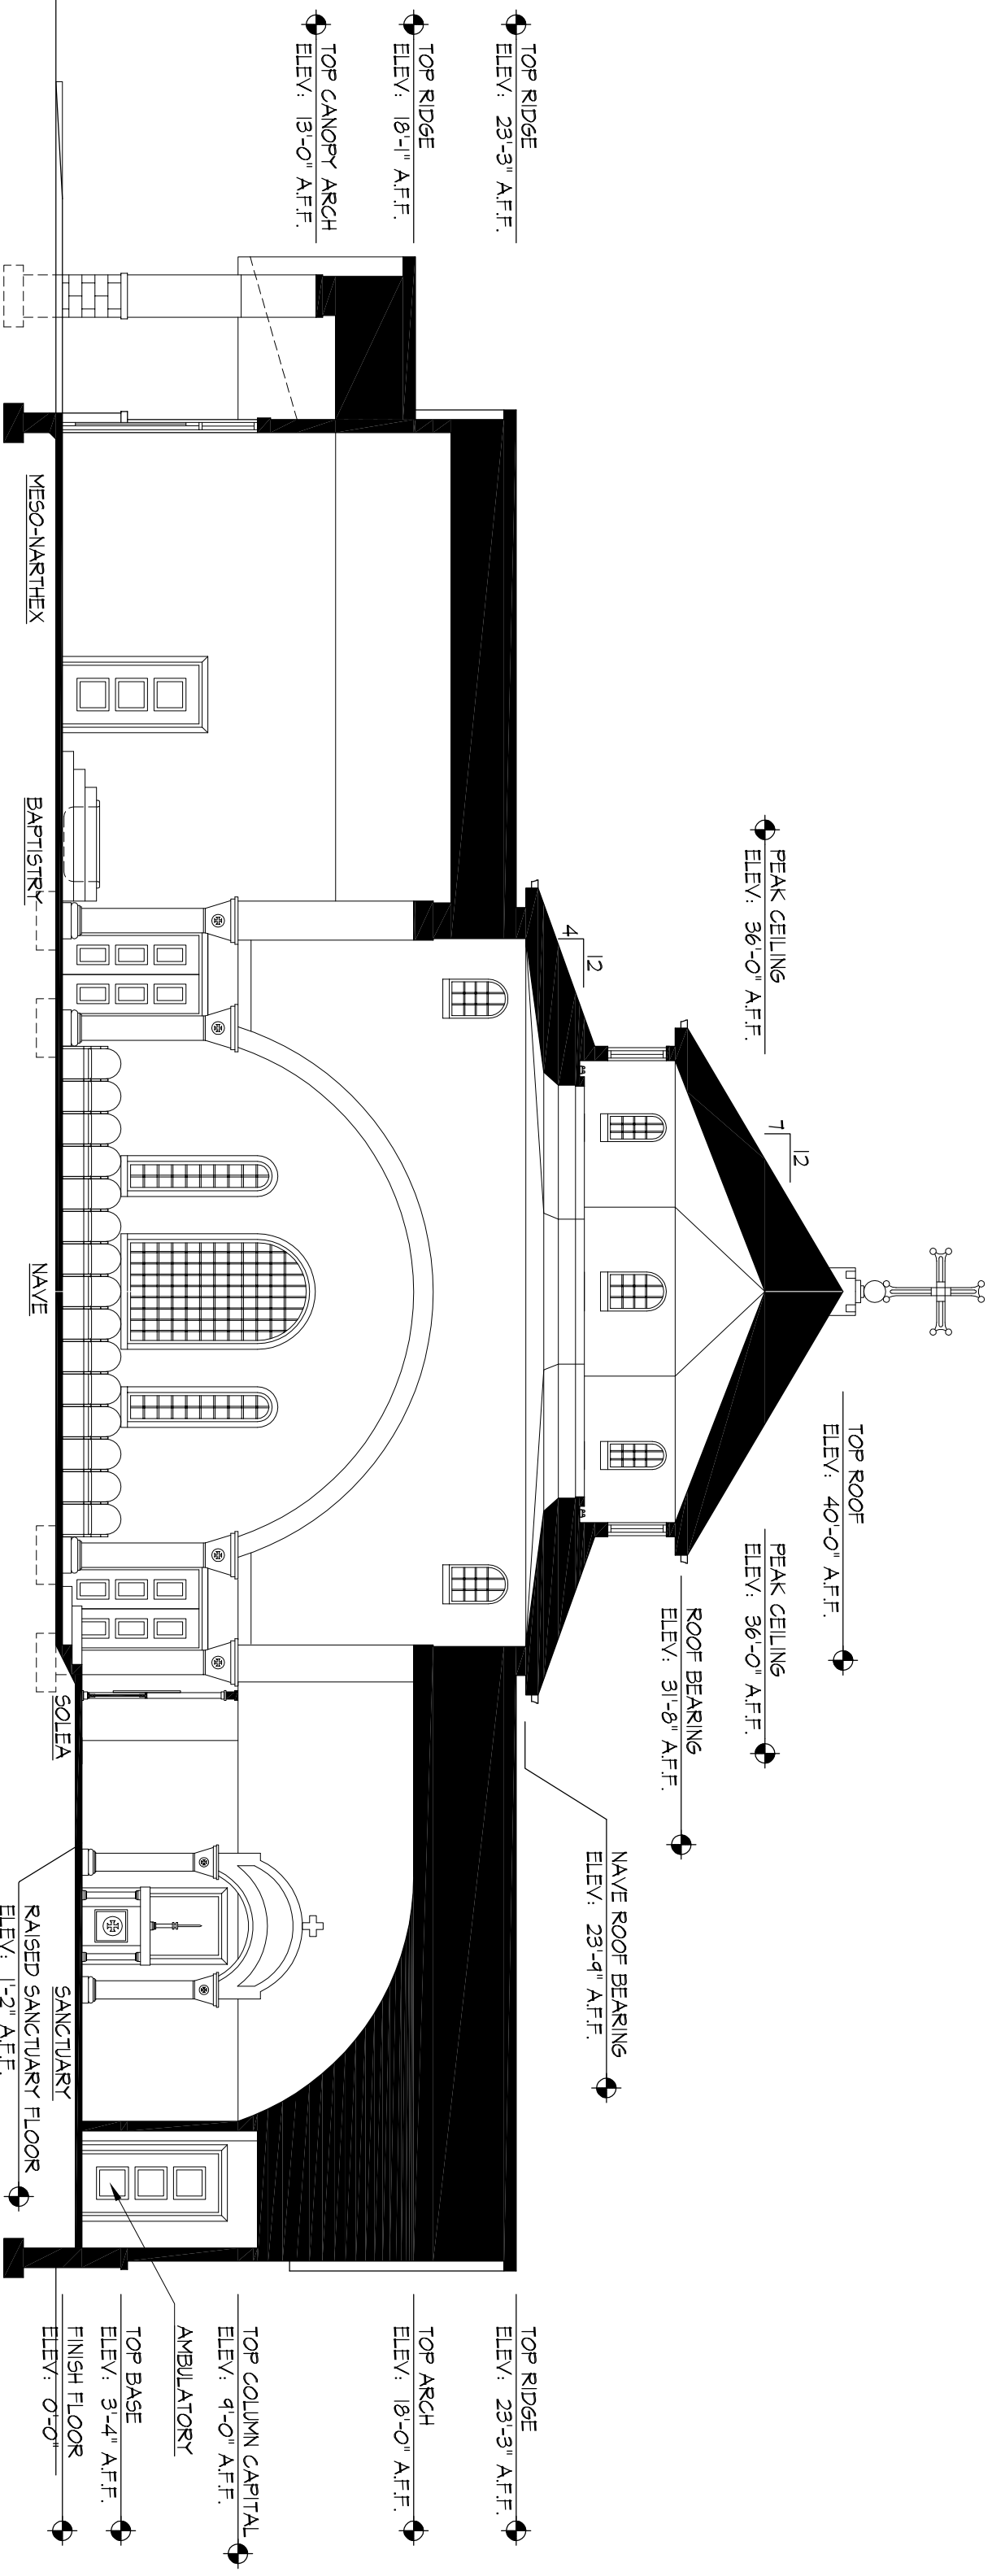 TOP RIDGE
ELEV: 23'-3" A.F.F.
TOP RIDGE
ELEV: 18'-1" A.F.F.
TOP CANOPY ARCH
ELEV: 13'-0" A.F.F.
PEAK CEILING
ELEV: 36'-0" A.F.F.
12
4
12
7
TOP ROOF
ELEV: 40'-0" A.F.F.
PEAK CEILING
ELEV: 36'-0" A.F.F.
ROOF BEARING
ELEV: 31'-8" A.F.F.
NAVE ROOF BEARING
ELEV: 23'-9" A.F.F.
TOP RIDGE
ELEV: 23'-3" A.F.F.
TOP ARCH
ELEV: 18'-0" A.F.F.
TOP COLUMN CAPITAL
ELEV: 9'-0" A.F.F.
AMBULATORY
TOP BASE
ELEV: 3'-4" A.F.F.
FINISH FLOOR
ELEV: 0'-0"
MESO-NARTHEX
BAPTISTRY
NAVE
SOLEA
SANCTUARY
RAISED SANCTUARY FLOOR
ELEV: 1'-2" A.F.F.